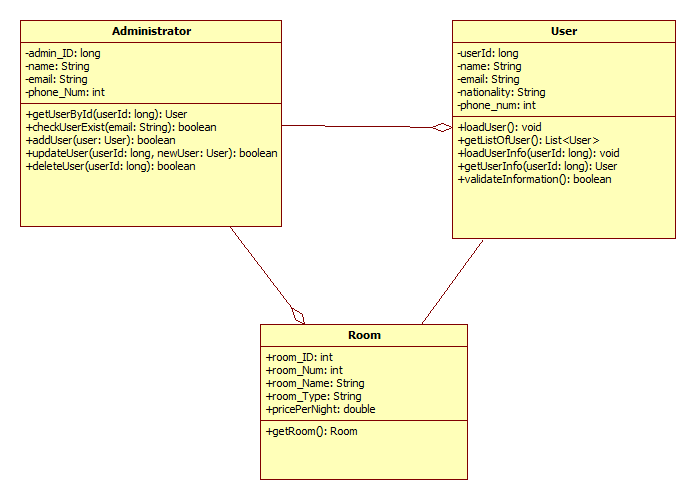 Administrator
-admin_ID: long
-name: String
-email: String
-phone_Num: int
+getUserById(userId: long): User
+checkUserExist(email: String): boolean
+addUser(user: User): boolean
+updateUser(userId: long, newUser: User): boolean
+deleteUser(userId: long): boolean
User
-userId: long
-name: String
-email: String
-nationality: String
-phone_num: int
+loadUser(): void
+getListOfUser(): List<User>
+loadUserInfo(userId: long): void
+getUserInfo(userId: long): User
+validateInformation(): boolean
Room
+room_ID: int
+room_Num: int
+room_Name: String
+room_Type: String
+pricePerNight: double
+getRoom(): Room